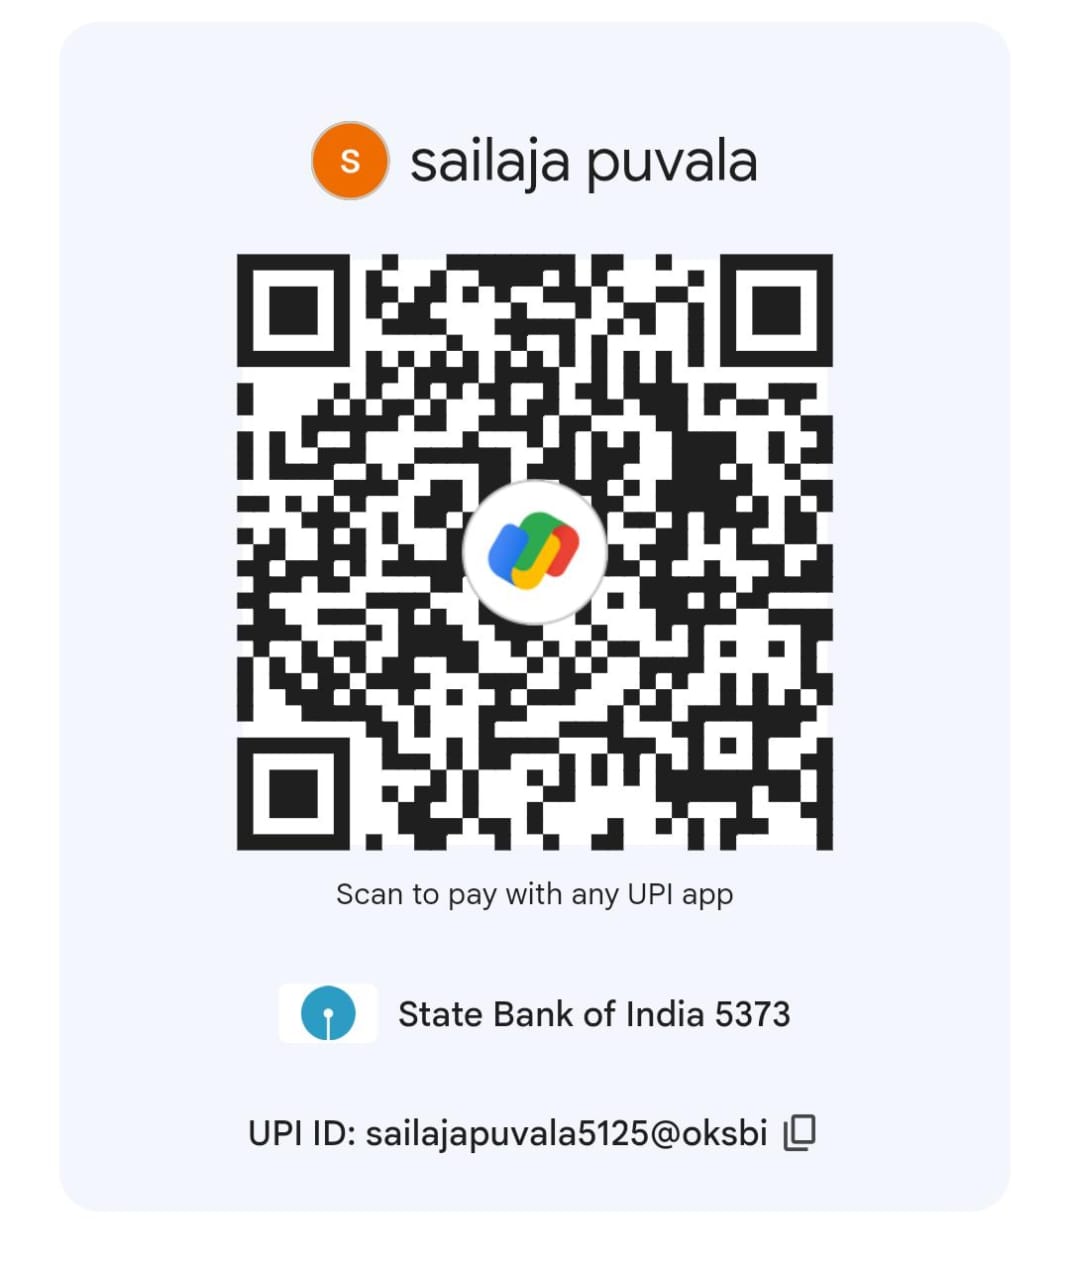 S
sailaja puvala
Scan to pay with any UPI app
State Bank of India 5373
UPI ID: sailajapuvala5125@oksbi